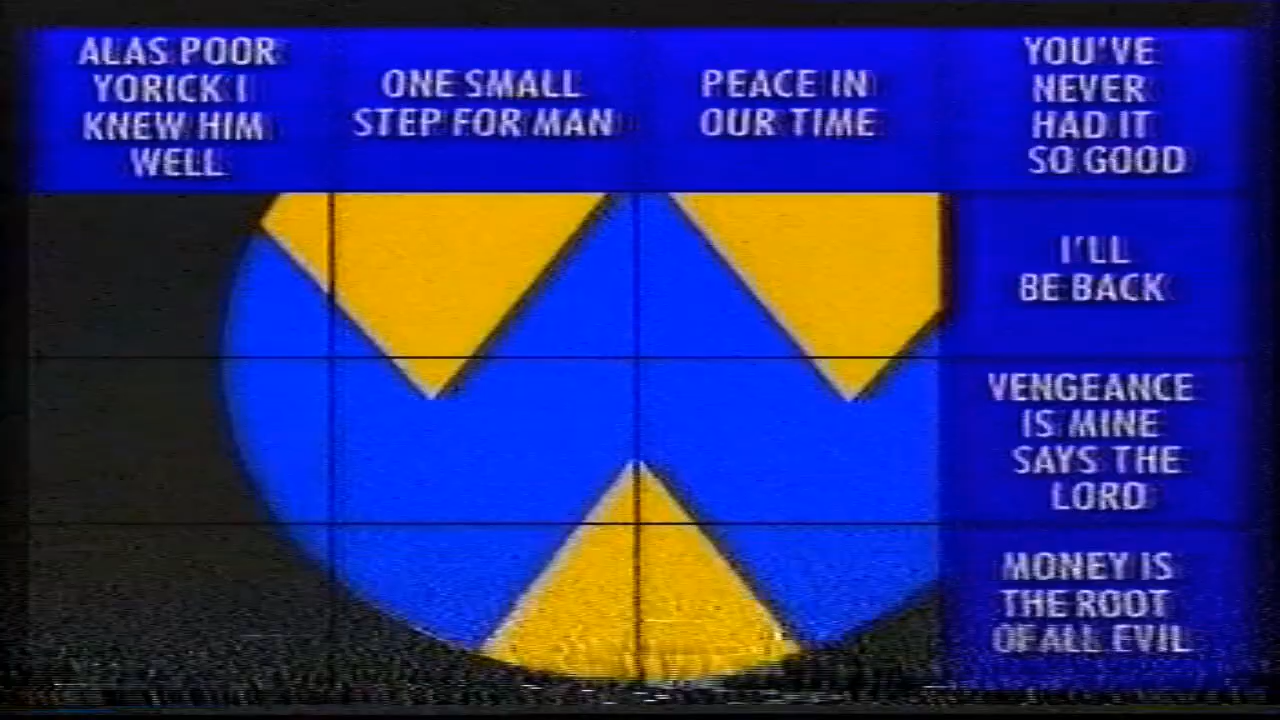 ALAS POOR
YORICK I
KNEW HIM
WELL
ONE SMALL
STEP FOR MAN
PEACE IN
OUR TIME
YOU'VE
NEVER
HAD IT
SO GOOD
I'LL
BE BACK
VENGEANCE
IS MINE
SAYS THE
LORD
MONEY IS
THE ROOT
OF ALL EVIL